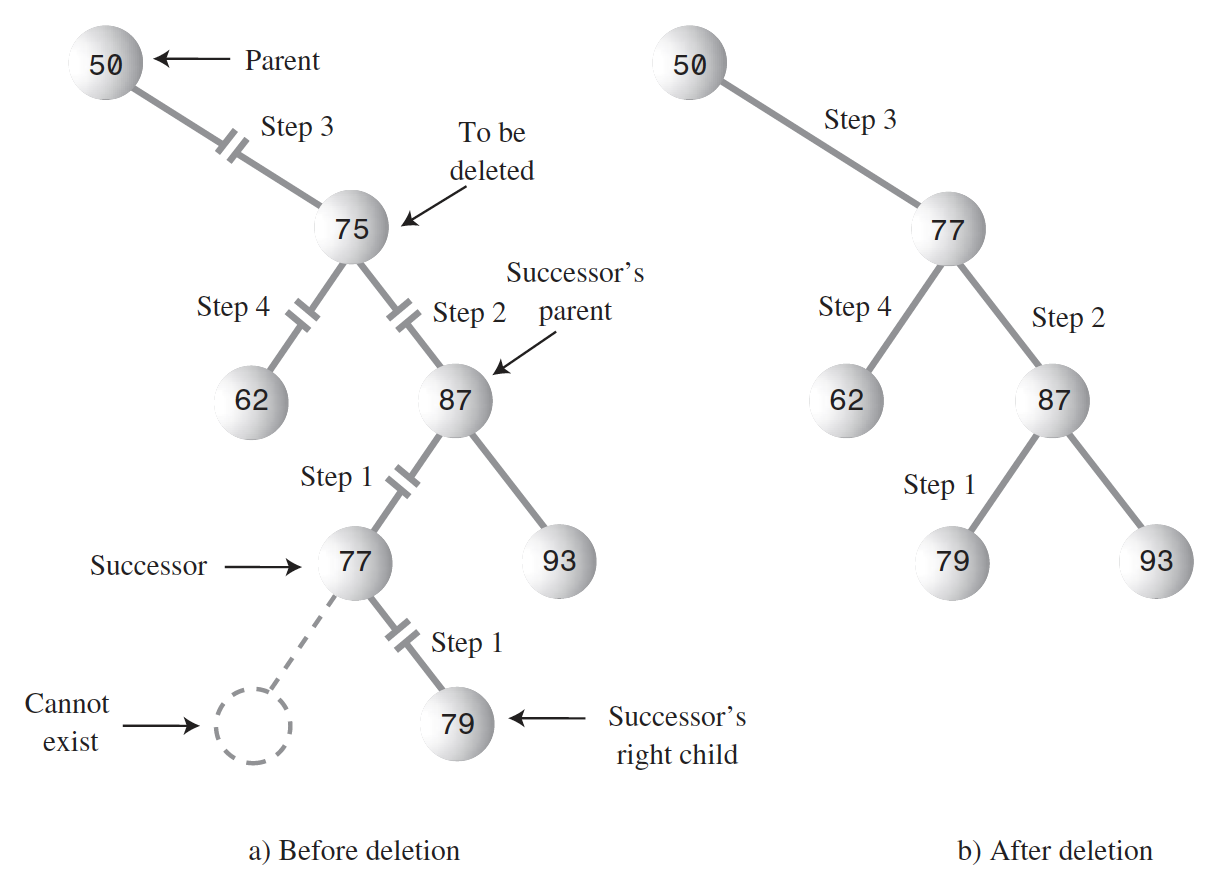 50
Parent
Step 3
To be
deleted
75
Successor's
parent
Step 4
Step 2
62
87
Step 1
Successor
77
93
Step 1
Cannot
exist
79
Successor's
right child
a) Before deletion
50
Step 3
77
Step 4
Step 2
62
87
Step 1
79
93
b) After deletion